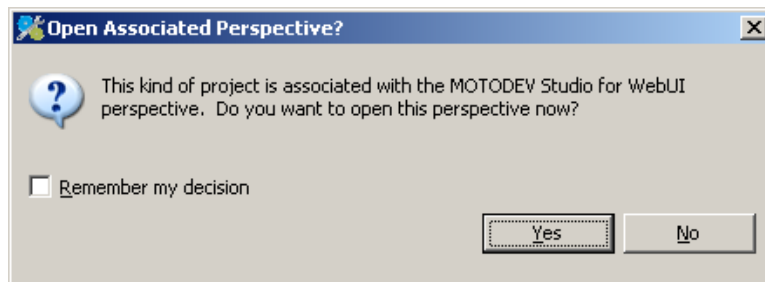 Open Associated Perspective?
This kind of project is associated with the MOTODEV Studio for WebUI
perspective.  Do you want to open this perspective now?
Remember my decision
Yes
No